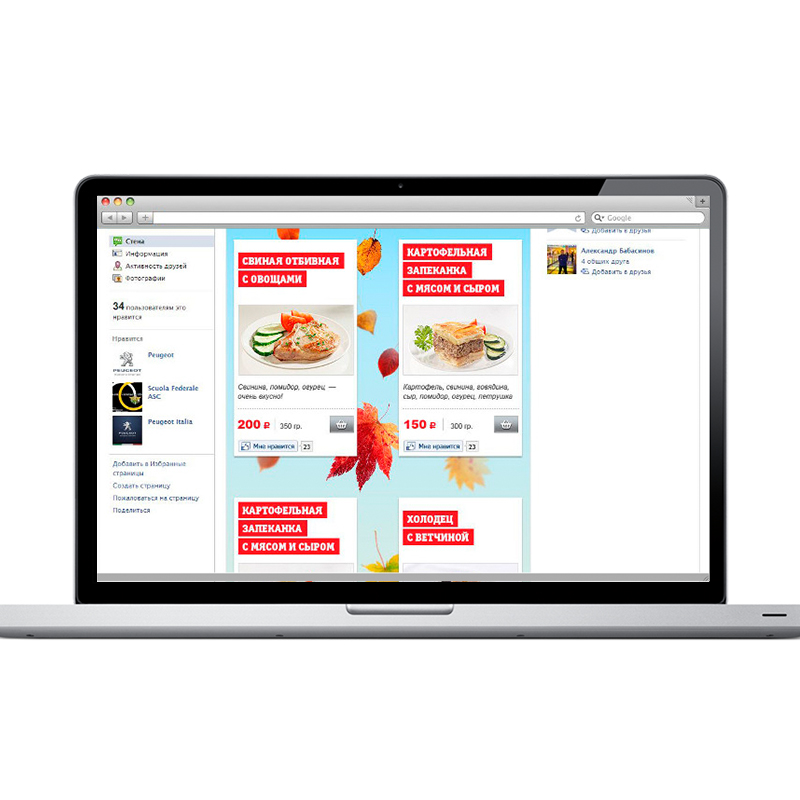 Google
Стена
Информация
Активность друзей
Фотографии
34 пользователям это
нравится
Нравится
PEUGEOT
Peugeot
Scuola Federale
ASC
PEUGEOT
Peugeot Italia
Добавить в Избранные
страницы
Создать страницу
Пожаловаться на страницу
Поделиться
СВИНАЯ ОТБИВНАЯ
С ОВОЩАМИ
Свинина, помидор, огурец —
очень вкусно!
200 ₽
350 гр.
Мне нравится
23
КАРТОФЕЛЬНАЯ
ЗАПЕКАНКА
С МЯСОМ И СЫРОМ
Картофель, свинина, говядина,
сыр, помидор, огурец, петрушка
150 ₽
300 гр.
Мне нравится
23
КАРТОФЕЛЬНАЯ
ЗАПЕКАНКА
С МЯСОМ И СЫРОМ
ХОЛОДЕЦ
С ВЕТЧИНОЙ
Добавить в друзья
Александр Бабасинов
4 общих друга
Добавить в друзья